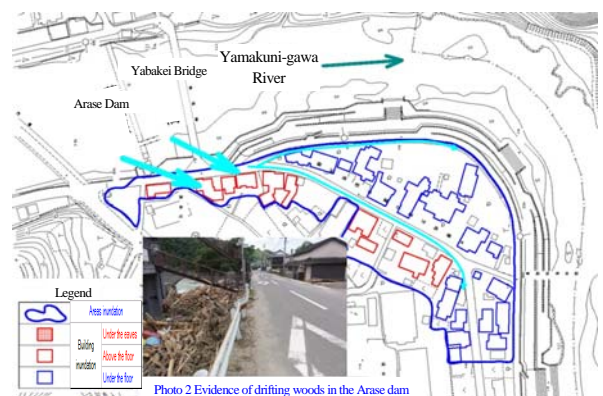 Yamakuni-gawa
River
Yabakei Bridge
Arase Dam
Legend
Areas inundation
Building
inundation
Under the eaves
Above the floor
Under the floor
Photo 2 Evidence of drifting woods in the Arase dam